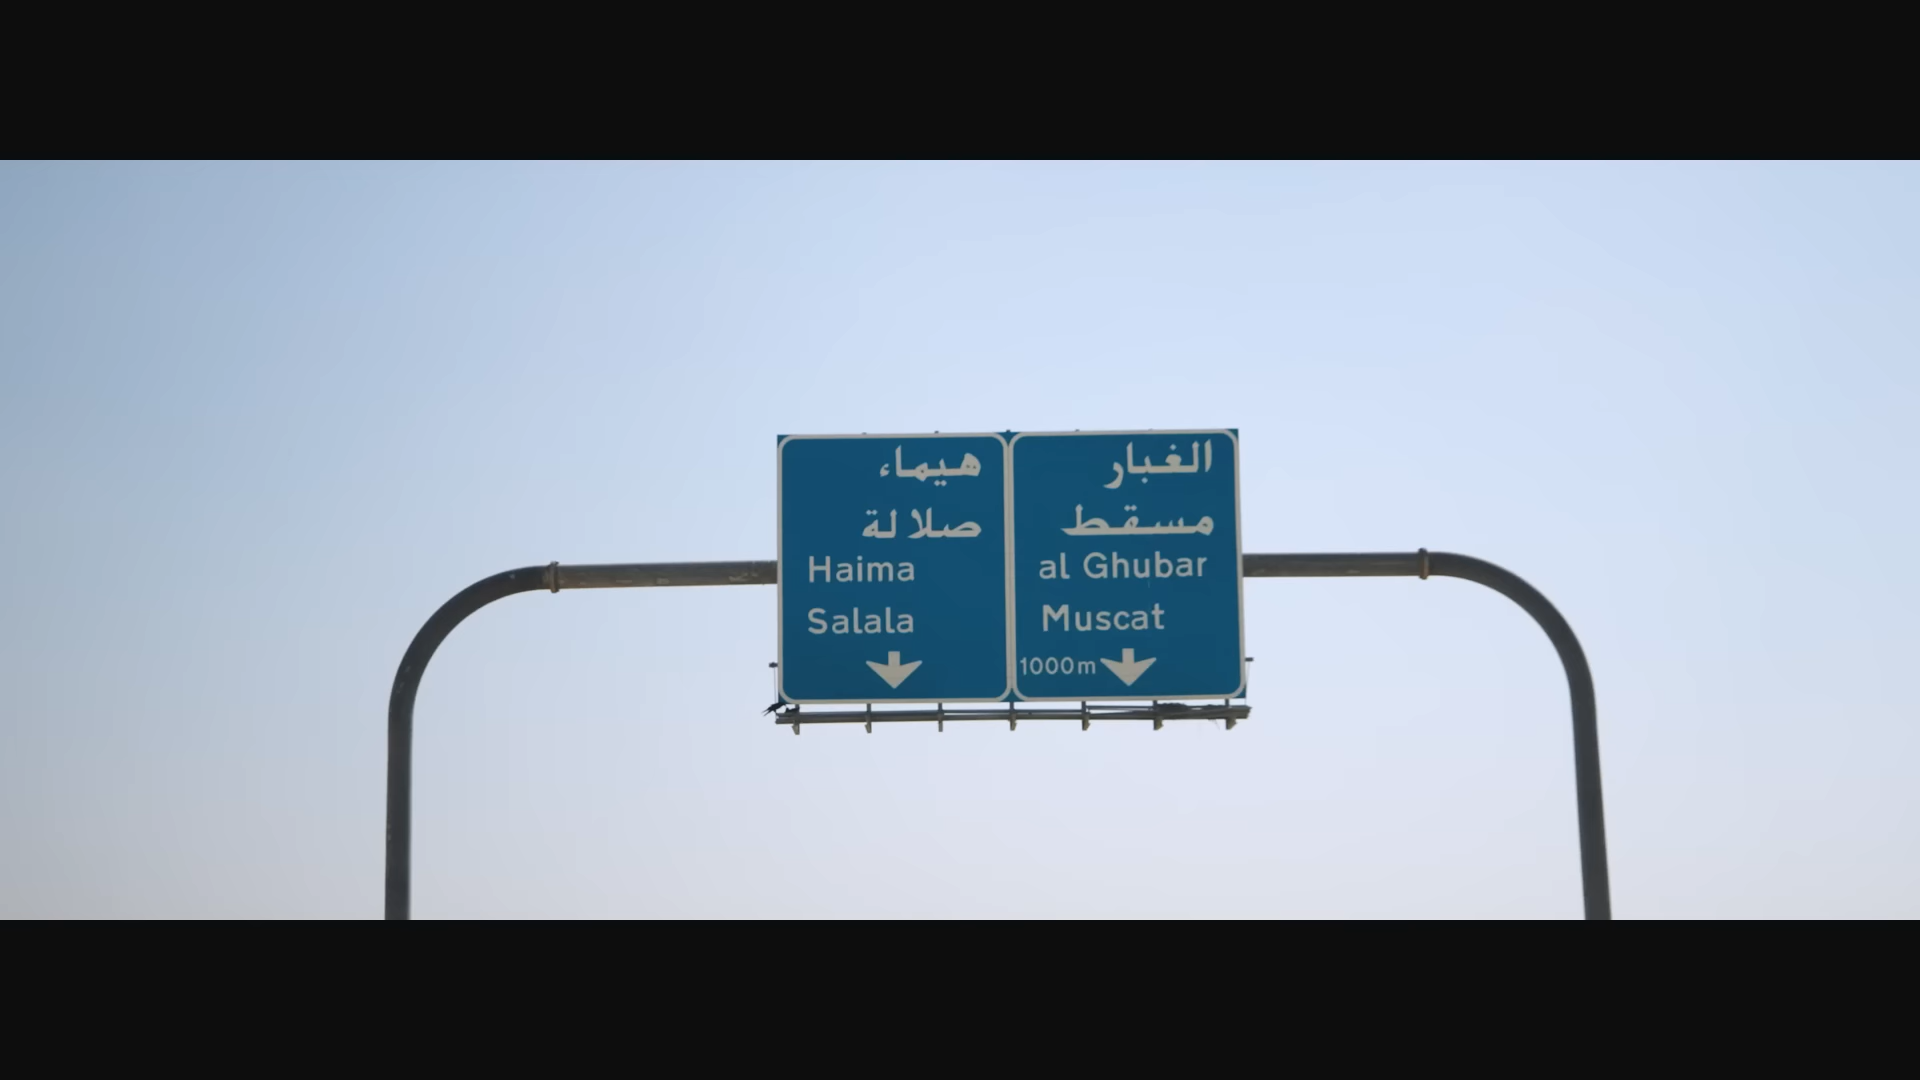 هيماء
صلالة
Haima
Salala
الغبار
مسقط
al Ghubar
Muscat
1000m